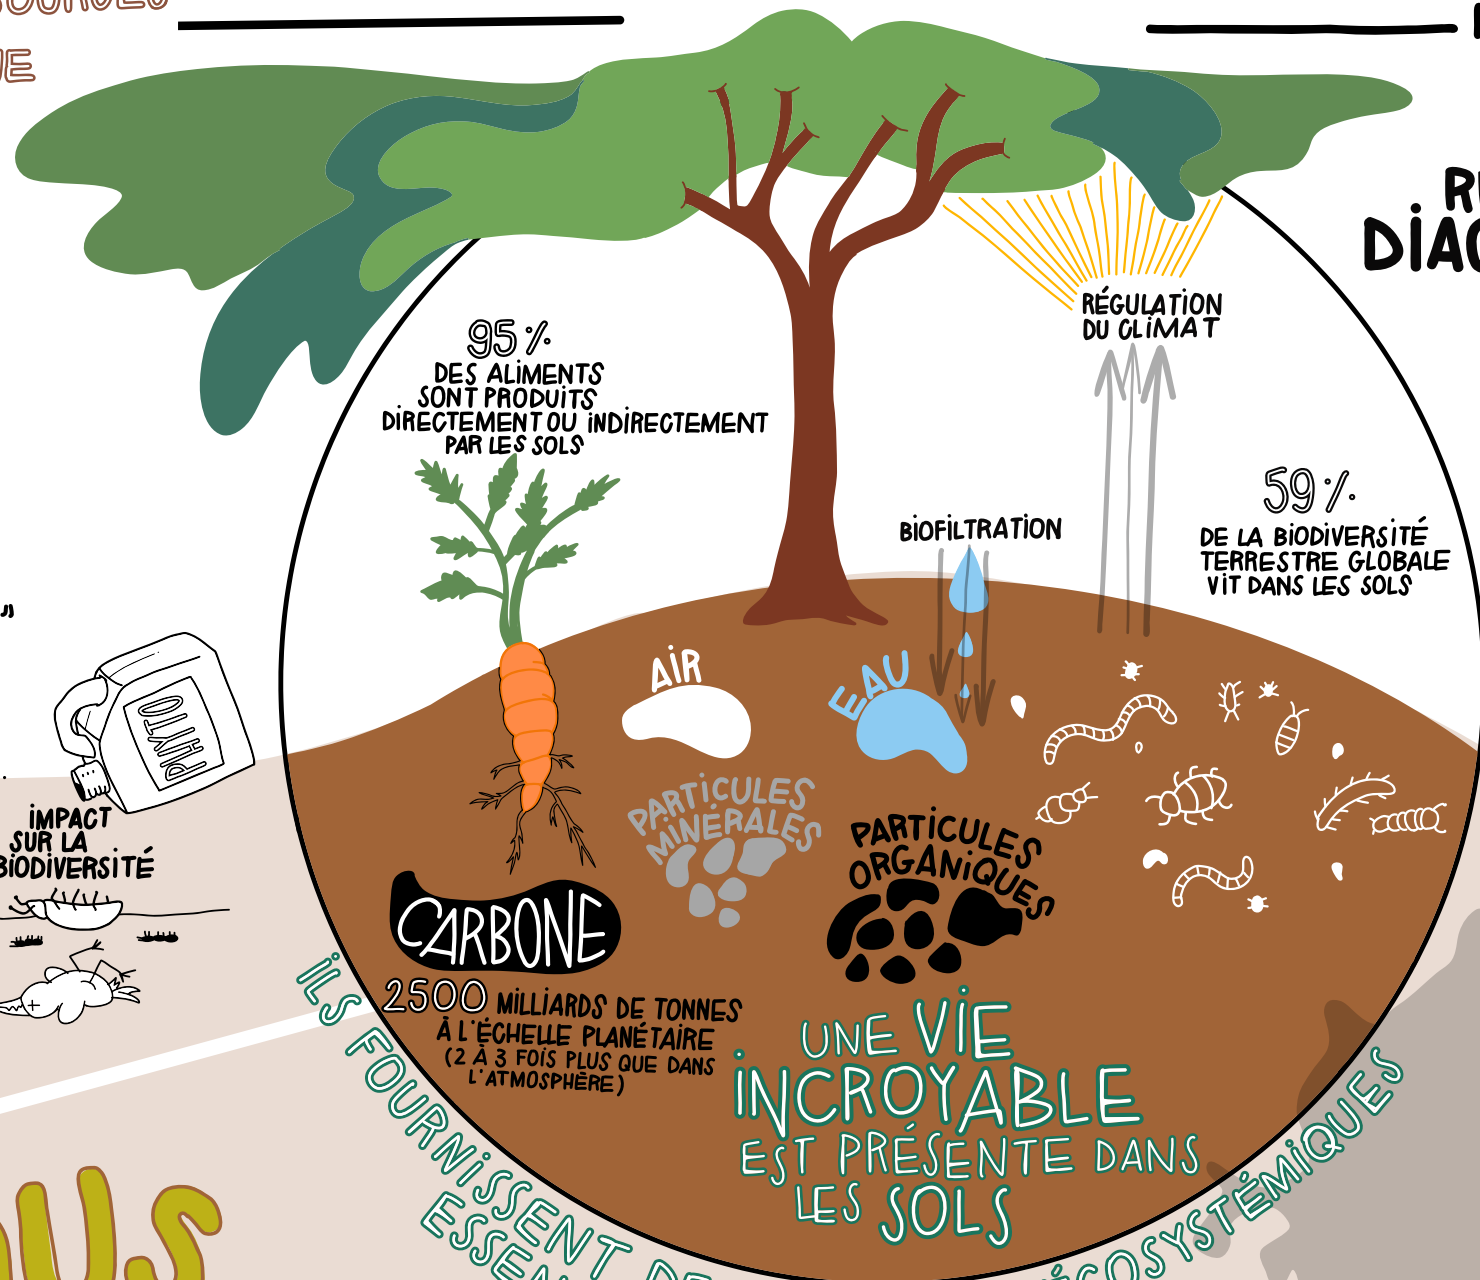 95%
DES ALIMENTS
SONT PRODUITS
DIRECTEMENT OU INDIRECTEMENT
PAR LES SOLS
RÉGULATION
DU CLIMAT
BIOFILTRATION
59%
DE LA BIODIVERSITÉ
TERRESTRE GLOBALE
VIT DANS LES SOLS
PHYTO
IMPACT
SUR LA
BIODIVERSITÉ
AIR
EAU
PARTICULES
MINÉRALES
PARTICULES
ORGANIQUES
CARBONE
2500 MILLIARDS DE TONNES
À L'ÉCHELLE PLANÉTAIRE
(2 À 3 FOIS PLUS QUE DANS
L'ATMOSPHÈRE)
UNE VIE
INCROYABLE
EST PRÉSENTE DANS
LES SOLS
ILS FOURNISSENT